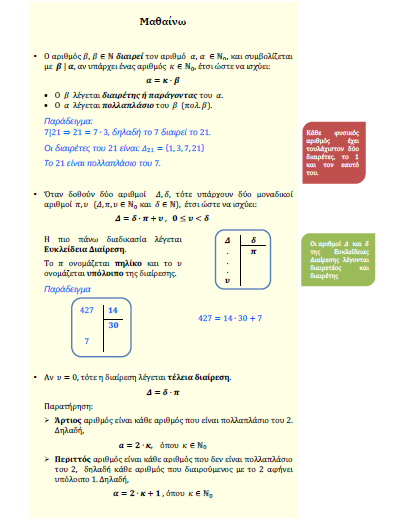 Μαθαίνω
• Ο αριθμός β, β ∈ ℕ διαιρεί τον αριθμό α, α ∈ ℕ₀, και συμβολίζεται
με β | α, αν υπάρχει ένας αριθμός κ ∈ ℕ₀, έτσι ώστε να ισχύει:
α = κ · β
• Ο β λέγεται διαιρέτης ή παράγοντας του α.
• Ο α λέγεται πολλαπλάσιο του β (πολ. β).
Παράδειγμα:
7|21 ⇒ 21 = 7 · 3, δηλαδή το 7 διαιρεί το 21.
Οι διαιρέτες του 21 είναι: Δ₂₁ = {1, 3, 7, 21}
Το 21 είναι πολλαπλάσιο του 7.
Κάθε φυσικός
αριθμός έχει
τουλάχιστον δύο
διαιρέτες, το 1
και τον εαυτό
του.
• Όταν δοθούν δύο αριθμοί Δ, δ, τότε υπάρχουν δύο μοναδικοί
αριθμοί π, υ (Δ, π, υ ∈ ℕ₀ και δ ∈ ℕ), έτσι ώστε να ισχύει:
Δ = δ · π + υ , 0 ≤ υ < δ
Η πιο πάνω διαδικασία λέγεται
Ευκλείδεια Διαίρεση.
Το π ονομάζεται πηλίκο και το υ
ονομάζεται υπόλοιπο της διαίρεσης.
Δ δ
. π
.
.
υ
Οι αριθμοί Δ και δ
της Ευκλείδειας
Διαίρεσης λέγονται
διαιρετέος και
διαιρέτης
Παράδειγμα
427 14
30
7
427 = 14 · 30 + 7
• Αν υ = 0, τότε η διαίρεση λέγεται τέλεια διαίρεση.
Δ = δ · π
Παρατήρηση:
➢ Άρτιος αριθμός είναι κάθε αριθμός που είναι πολλαπλάσιο του 2.
Δηλαδή,
α = 2 · κ, όπου κ ∈ ℕ₀
➢ Περιττός αριθμός είναι κάθε αριθμός που δεν είναι πολλαπλάσιο
του 2, δηλαδή κάθε αριθμός που διαιρούμενος με το 2 αφήνει
υπόλοιπο 1. Δηλαδή,
α = 2 · κ + 1 , όπου κ ∈ ℕ₀